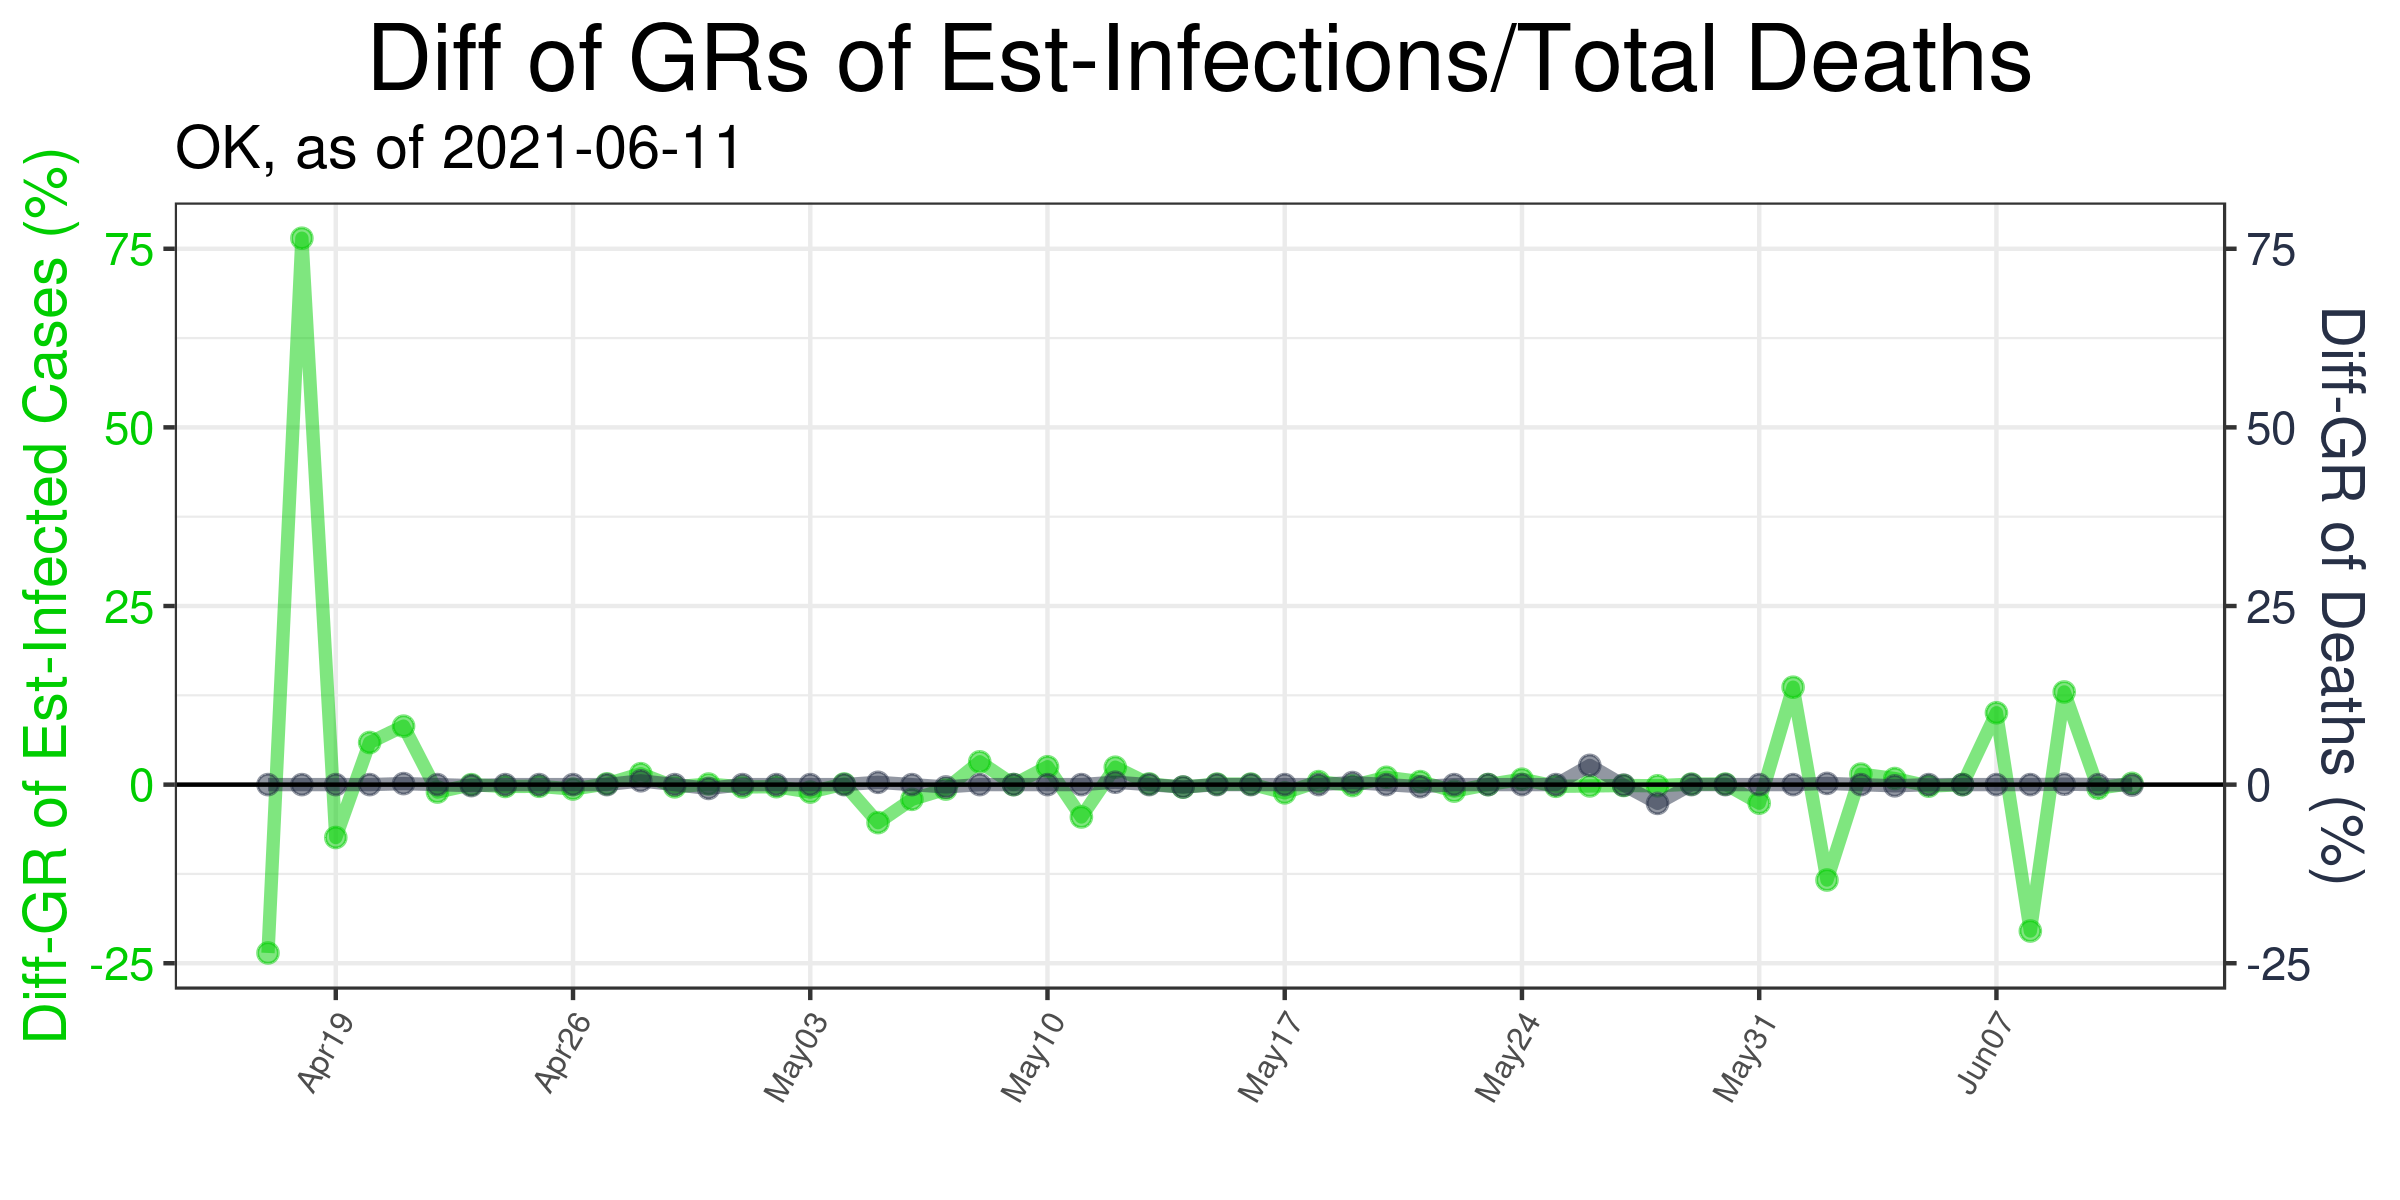 Diff of GRs of Est-Infections/Total Deaths
OK, as of 2021-06-11
Diff-GR of Est-Infected Cases (%)
75
50
25
0
-25
75
50
25
0
-25
Diff-GR of Deaths (%)
Apr19
Apr26
May03
May10
May17
May24
May31
Jun07